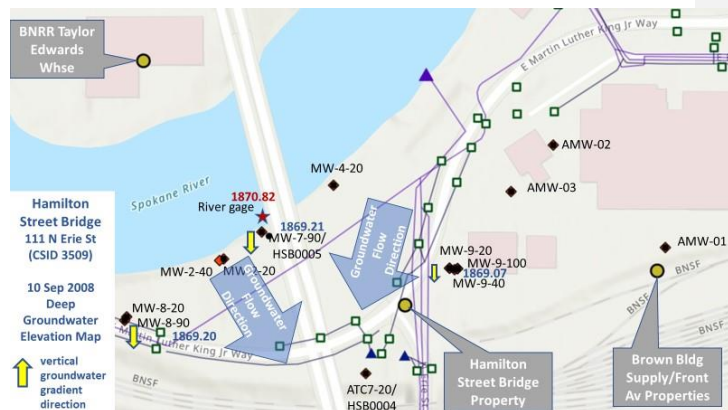 BNRR Taylor
Edwards
Whse
E Martin Luther King Jr Way
AMW-02
MW-4-20
AMW-03
Spokane River
1870.82
River gage
1869.21
MW-7-90/
HSB0005
Hamilton
Street Bridge
111 N Erie St
(CSID 3509)
10 Sep 2008
Deep
Groundwater
Elevation Map
vertical
groundwater
gradient
direction
Groundwater
Flow
Direction
Groundwater
Flow
Direction
MW-9-20
MW-9-100
1869.07
MW-9-40
AMW-01
MW-2-40
MW-8-20
MW-8-90
1869.20
Martin Luther King Jr Way
BNSF
BNSF
BNSF
BNSF
ATC7-20/
HSB0004
Hamilton
Street Bridge
Property
Brown Bldg
Supply/Front
Av Properties